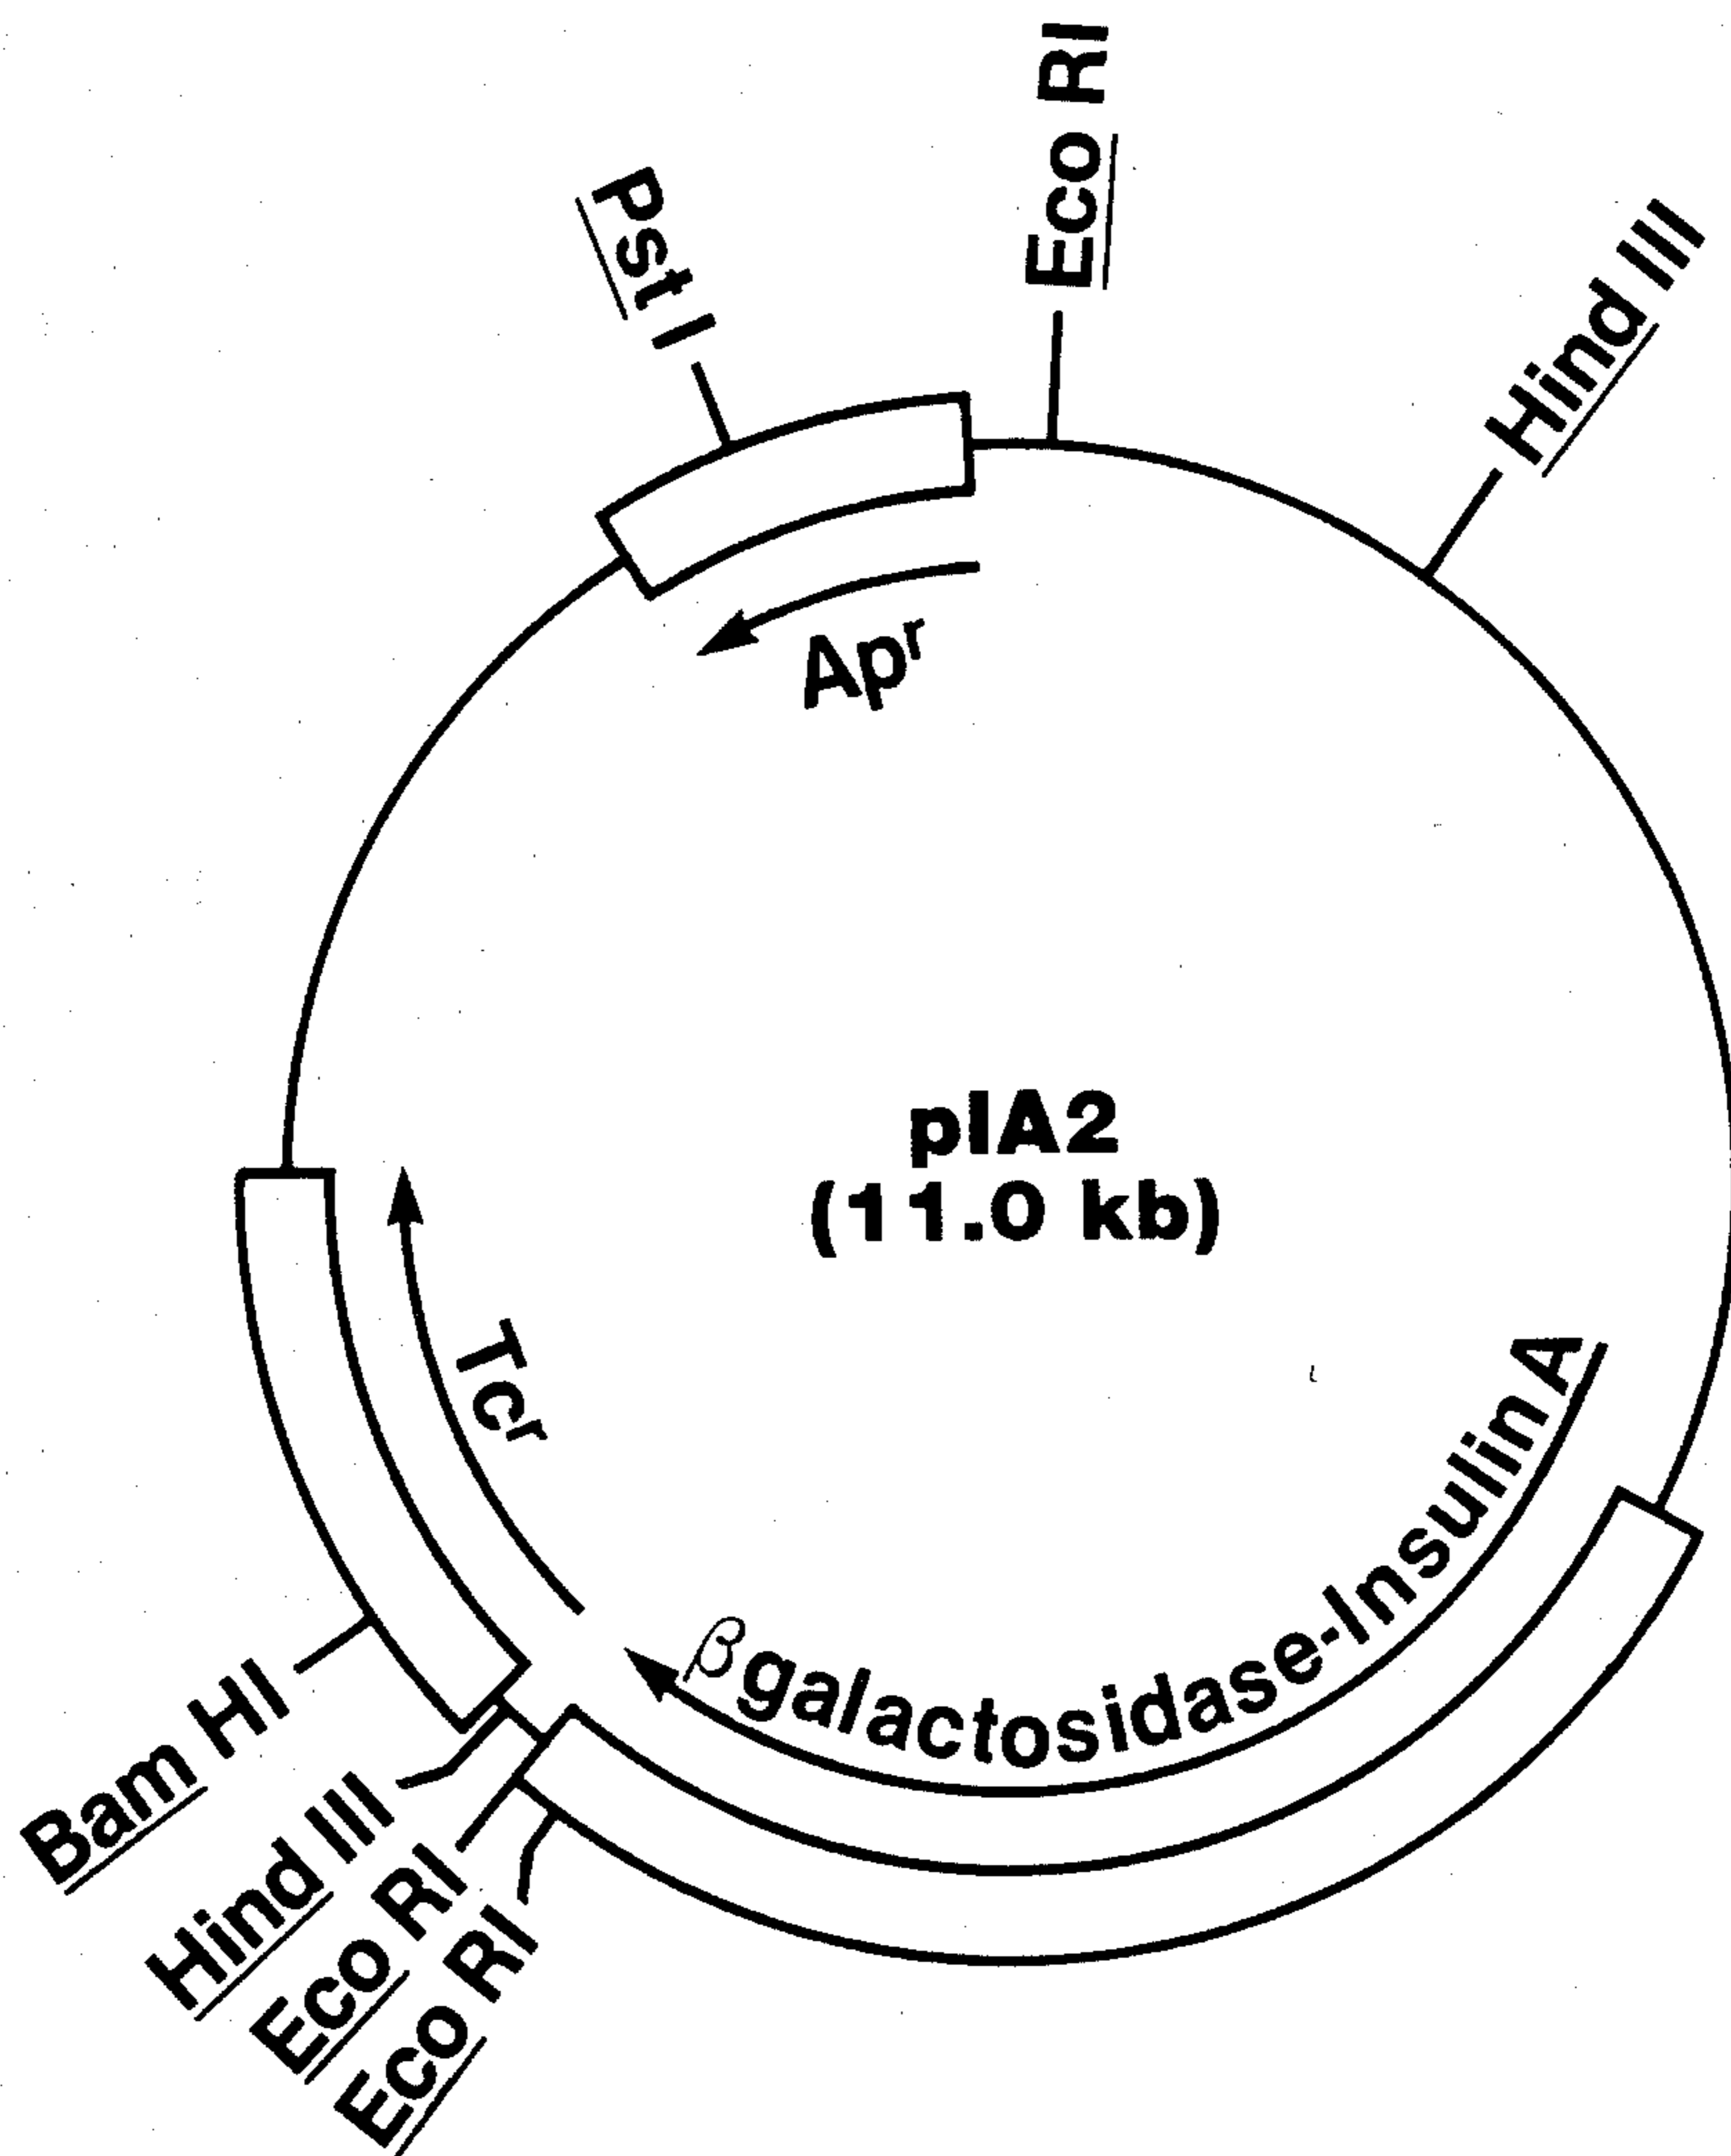 Pst I
Eco RI
Hind III
Apr
pIA2
(11.0 kb)
Tcr
βgalactosidase-Insulin A
Bam HI
Hind III
Eco RI
Eco RI